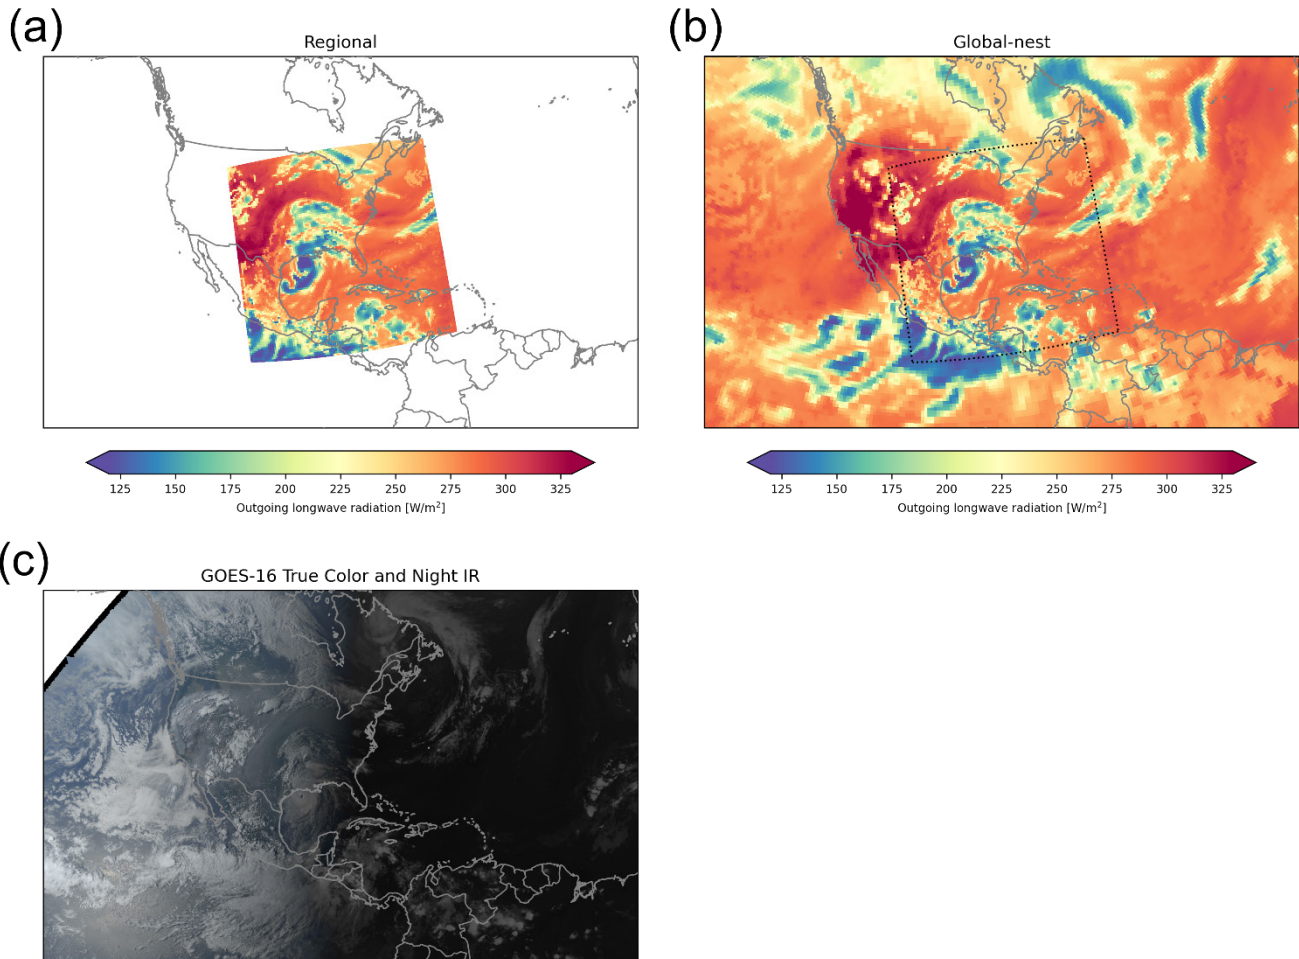 (a)
Regional
125 150 175 200 225 250 275 300 325
Outgoing longwave radiation [W/m²]
(b)
Global-nest
125 150 175 200 225 250 275 300 325
Outgoing longwave radiation [W/m²]
(c)
GOES-16 True Color and Night IR